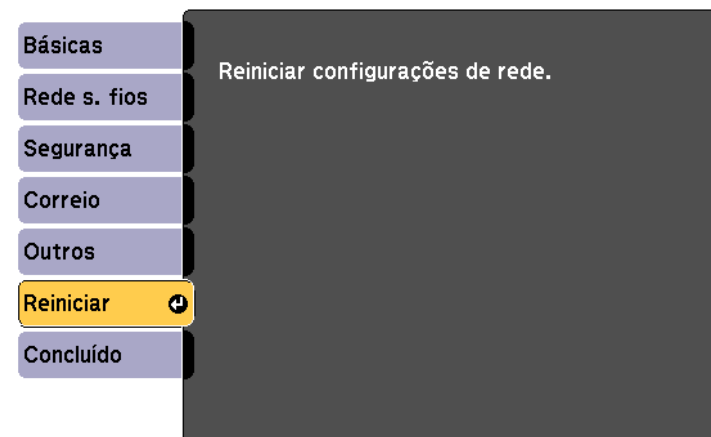 Básicas
Rede s. fios
Segurança
Correio
Outros
Reiniciar
Concluído
Reiniciar configurações de rede.